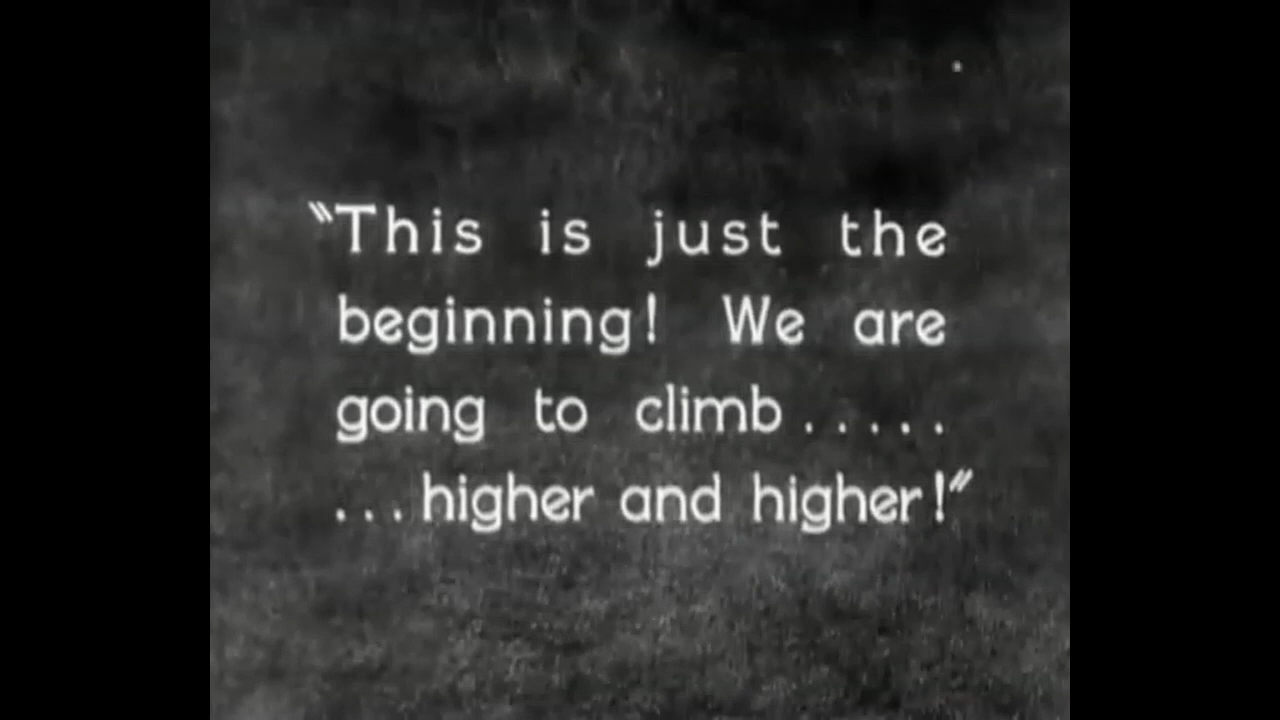 "This is just the
beginning! We are
going to climb.....
...higher and higher!"